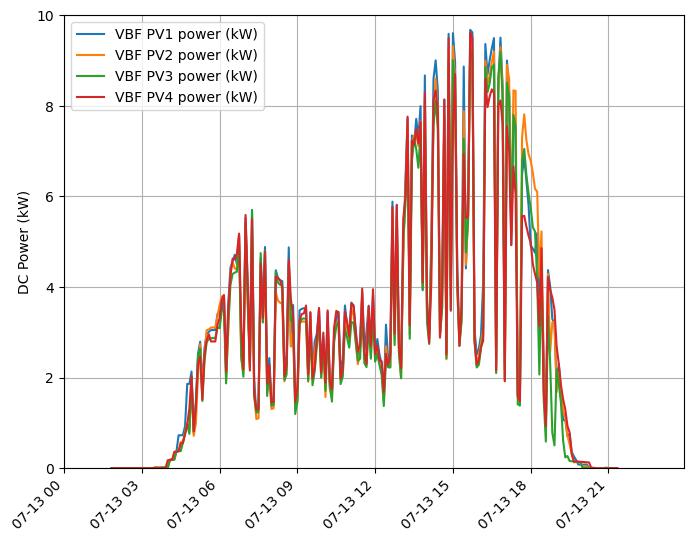 VBF PV1 power (kW)
VBF PV2 power (kW)
VBF PV3 power (kW)
VBF PV4 power (kW)
DC Power (kW)
10
8
6
4
2
0
07-13 00
07-13 03
07-13 06
07-13 09
07-13 12
07-13 15
07-13 18
07-13 21